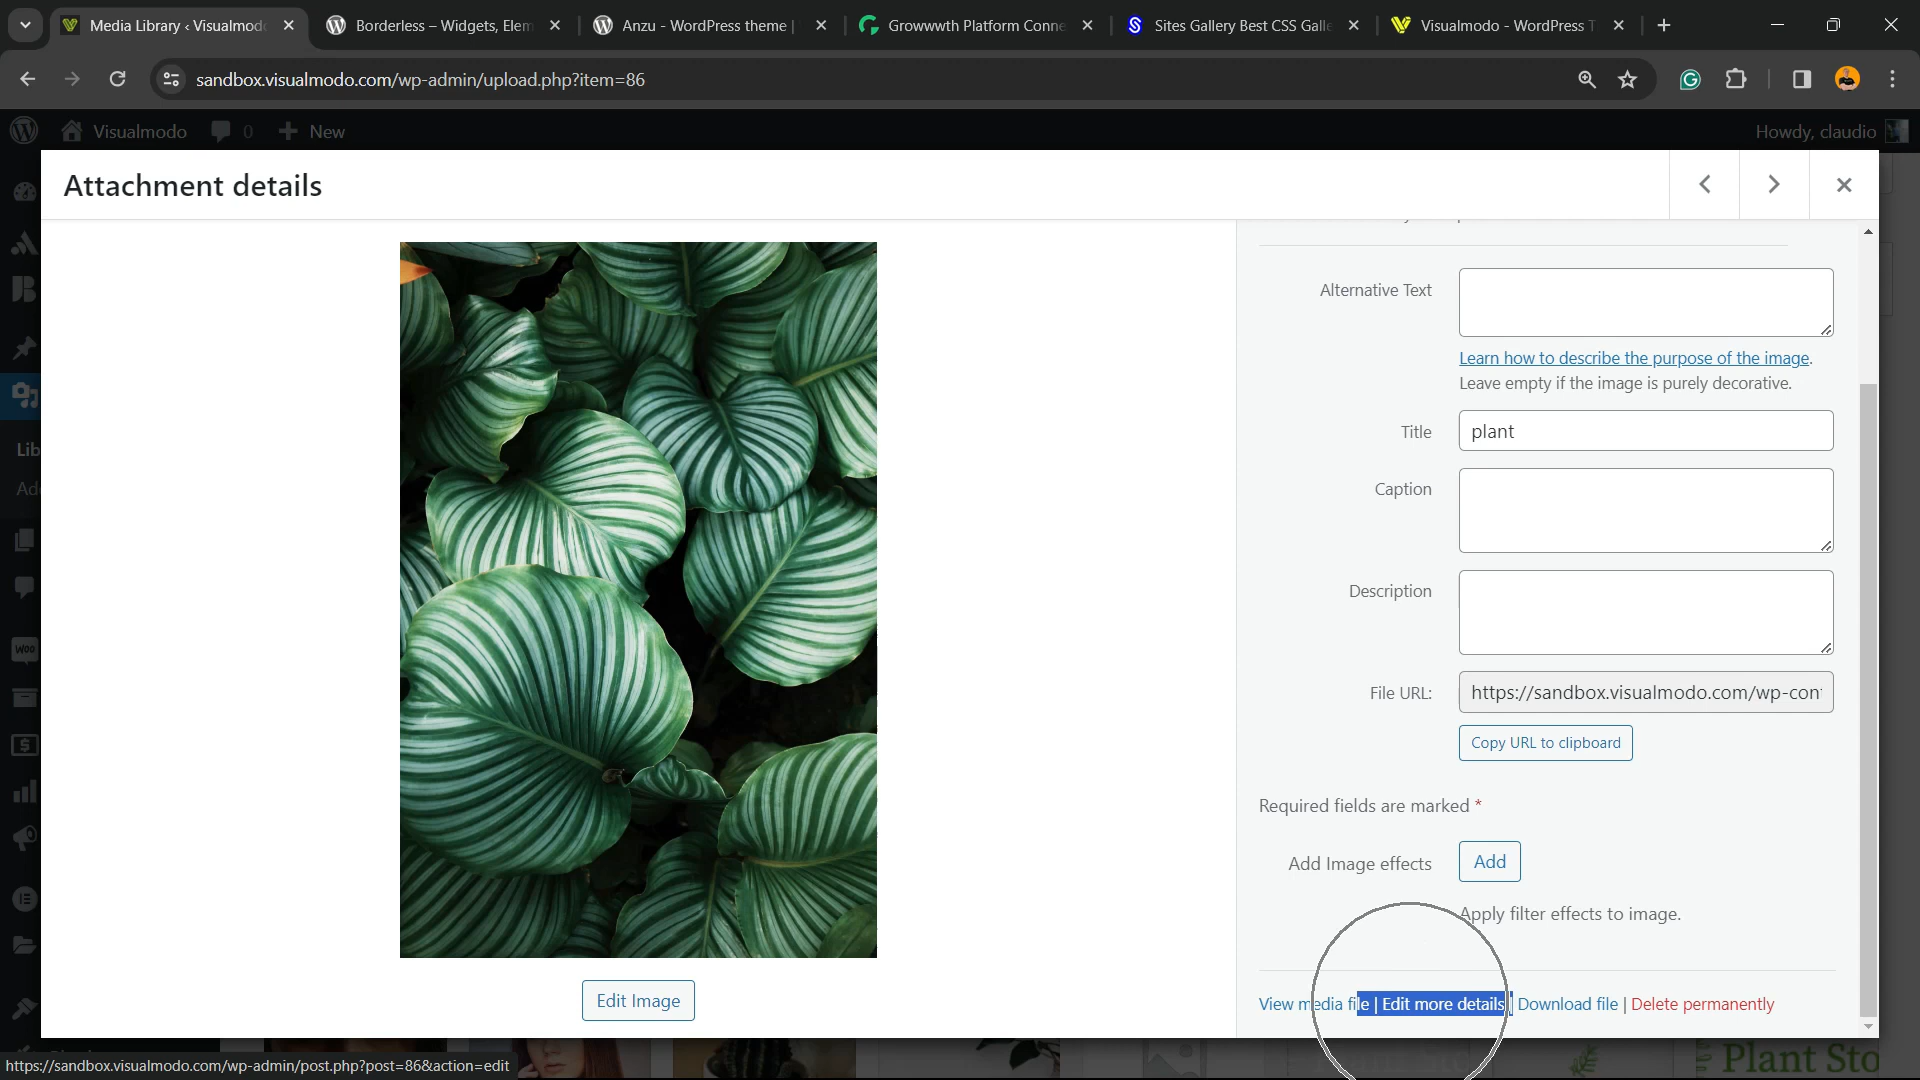 Media Library ‹ Visualmod
Borderless – Widgets, Elem
Anzu - WordPress theme |
Growwwth Platform Conne
Sites Gallery Best CSS Galle
Visualmodo - WordPress T
sandbox.visualmodo.com/wp-admin/upload.php?item=86
Visualmodo
0
New
Howdy, claudio
Attachment details
Alternative Text
Learn how to describe the purpose of the image.
Leave empty if the image is purely decorative.
Title
plant
Caption
Description
File URL:
https://sandbox.visualmodo.com/wp-con
Copy URL to clipboard
Required fields are marked *
Add Image effects
Add
Apply filter effects to image.
Edit Image
View media file | Edit more details | Download file | Delete permanently
Lib
Ad
Woo
https://sandbox.visualmodo.com/wp-admin/post.php?post=86&action=edit
Plant Sto